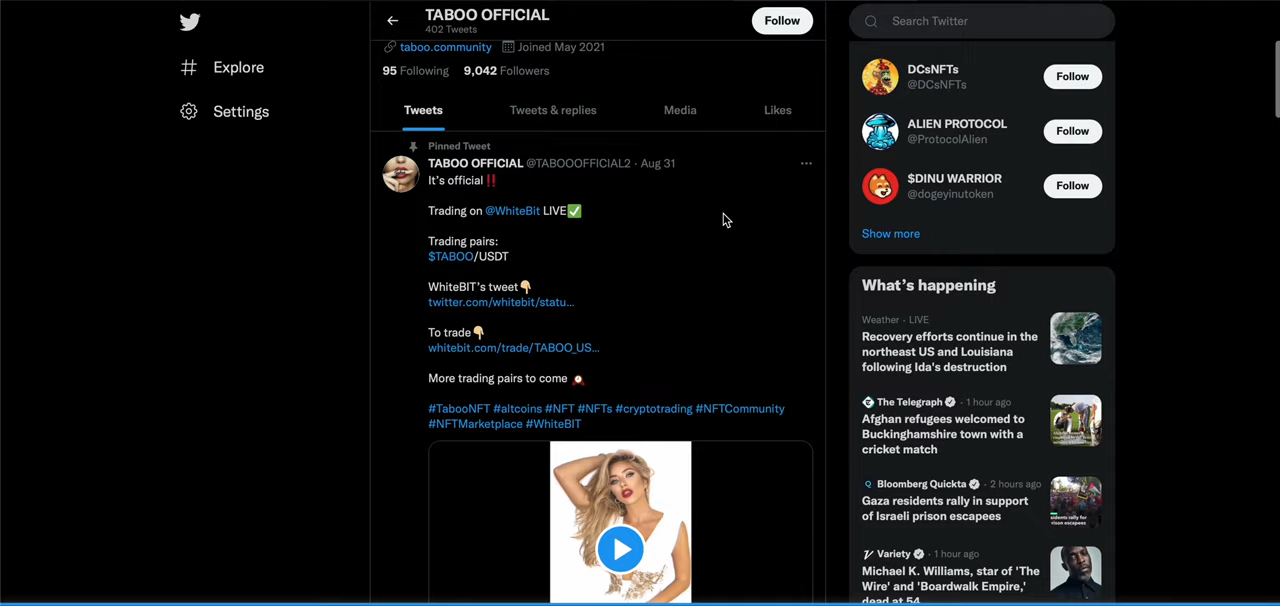 TABOO OFFICIAL
402 Tweets
Follow
Search Twitter
Explore
Settings
taboo.community Joined May 2021
95 Following 9,042 Followers
Tweets Tweets & replies Media Likes
Pinned Tweet
TABOO OFFICIAL @TABOOOFFICIAL2 · Aug 31
It's official‼️
Trading on @WhiteBit LIVE✅
Trading pairs:
$TABOO/USDT
WhiteBIT's tweet👇🏼
twitter.com/whitebit/statu...
To trade👇🏼
whitebit.com/trade/TABOO_US...
More trading pairs to come
#TabooNFT #altcoins #NFT #NFTs #cryptotrading #NFTCommunity
#NFTMarketplace #WhiteBIT
DCsNFTs
@DCsNFTs
Follow
ALIEN PROTOCOL
@ProtocolAlien
Follow
$DINU WARRIOR
@dogeyinutoken
Follow
Show more
What's happening
Weather · LIVE
Recovery efforts continue in the
northeast US and Louisiana
following Ida's destruction
The Telegraph · 1 hour ago
Afghan refugees welcomed to
Buckinghamshire town with a
cricket match
Bloomberg Quickta · 2 hours ago
Gaza residents rally in support
of Israeli prison escapees
Variety · 1 hour ago
Michael K. Williams, star of 'The
Wire' and 'Boardwalk Empire,'
dead at 54